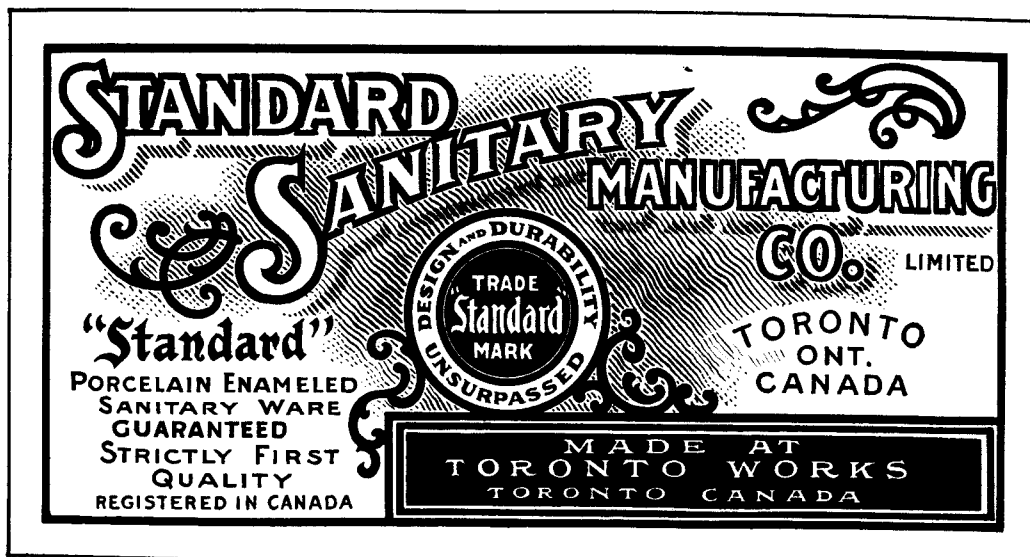 STANDARD
SANITARY
MANUFACTURING
CO. LIMITED
TORONTO
ONT.
CANADA
DESIGN AND DURABILITY
UNSURPASSED
TRADE
"Standard"
MARK
"Standard"
PORCELAIN ENAMELED
SANITARY WARE
GUARANTEED
STRICTLY FIRST
QUALITY
REGISTERED IN CANADA
MADE AT
TORONTO WORKS
TORONTO CANADA